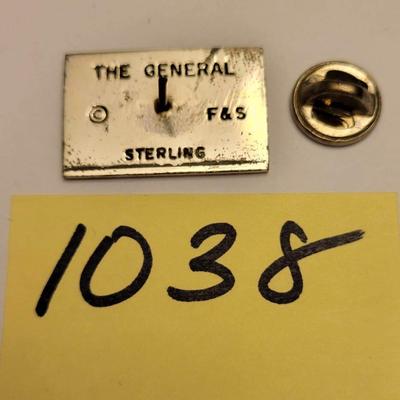 THE GENERAL
© F&S
STERLING
1038